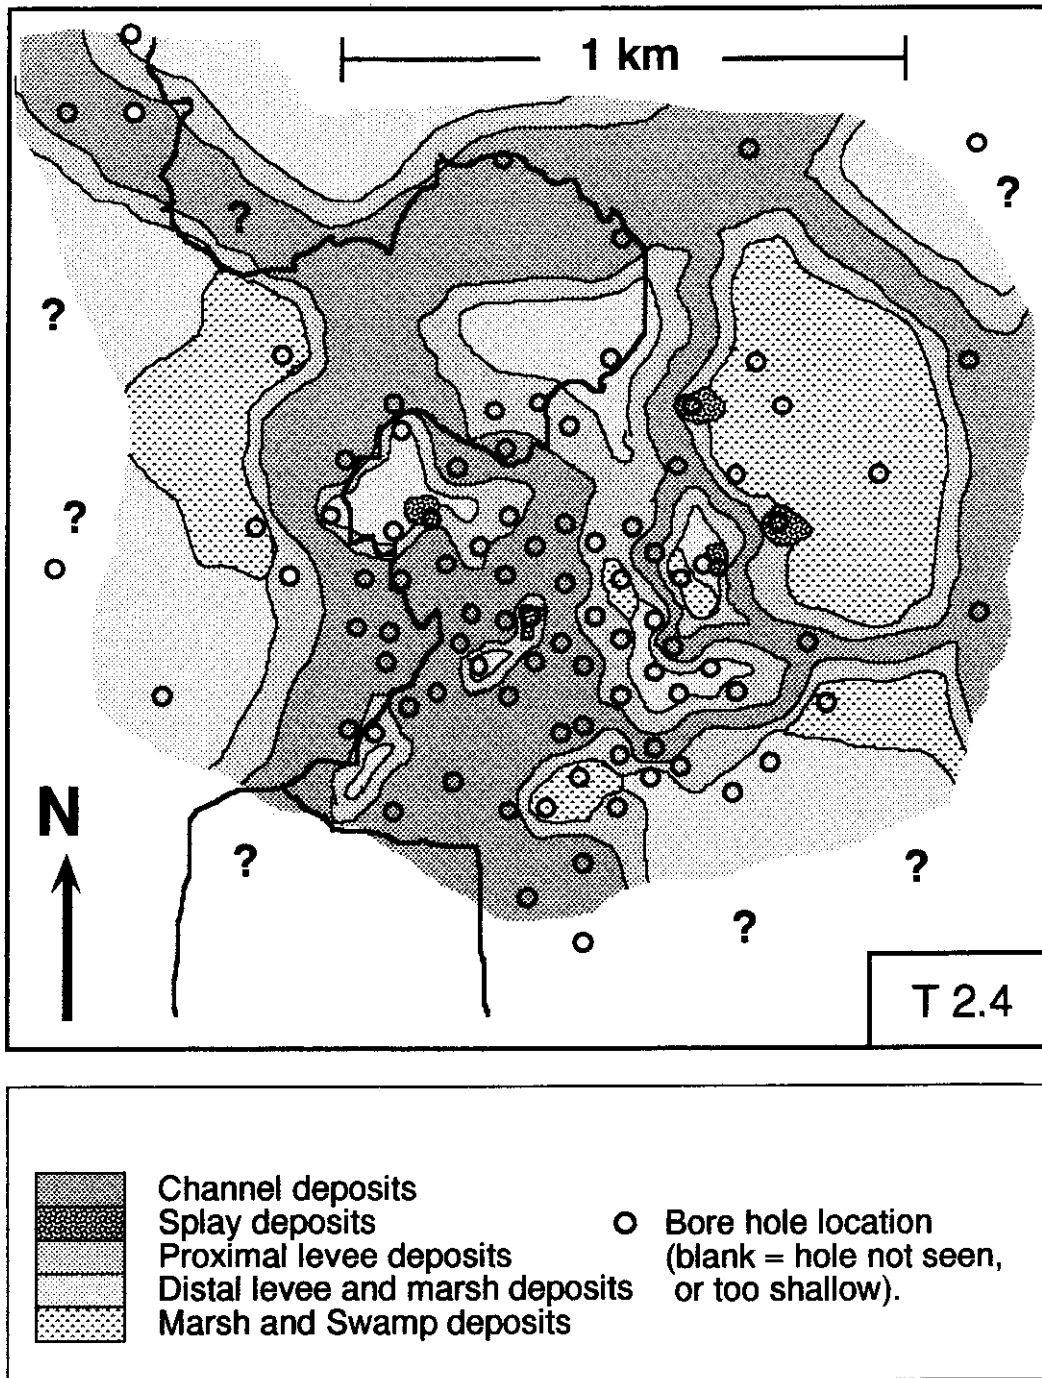 1 km
?
?
?
?
?
N
?
?
?
T 2.4
Channel deposits
Splay deposits
Proximal levee deposits
Distal levee and marsh deposits
Marsh and Swamp deposits
Bore hole location
(blank = hole not seen,
or too shallow).